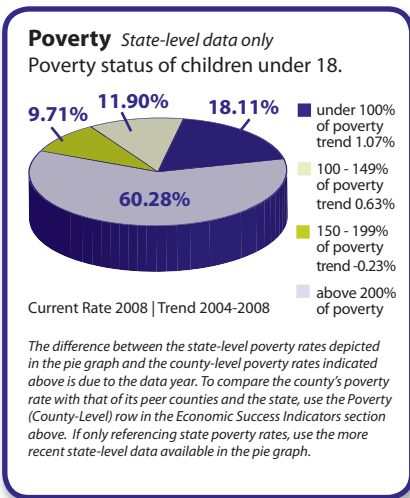 Poverty State-level data only
Poverty status of children under 18.
9.71%
11.90%
18.11%
60.28%
under 100%
of poverty
trend 1.07%
100 - 149%
of poverty
trend 0.63%
150 - 199%
of poverty
trend -0.23%
above 200%
of poverty
Current Rate 2008 | Trend 2004-2008
The difference between the state-level poverty rates depicted
in the pie graph and the county-level poverty rates indicated
above is due to the data year. To compare the county's poverty
rate with that of its peer counties and the state, use the Poverty
(County-Level) row in the Economic Success Indicators section
above. If only referencing state poverty rates, use the more
recent state-level data available in the pie graph.